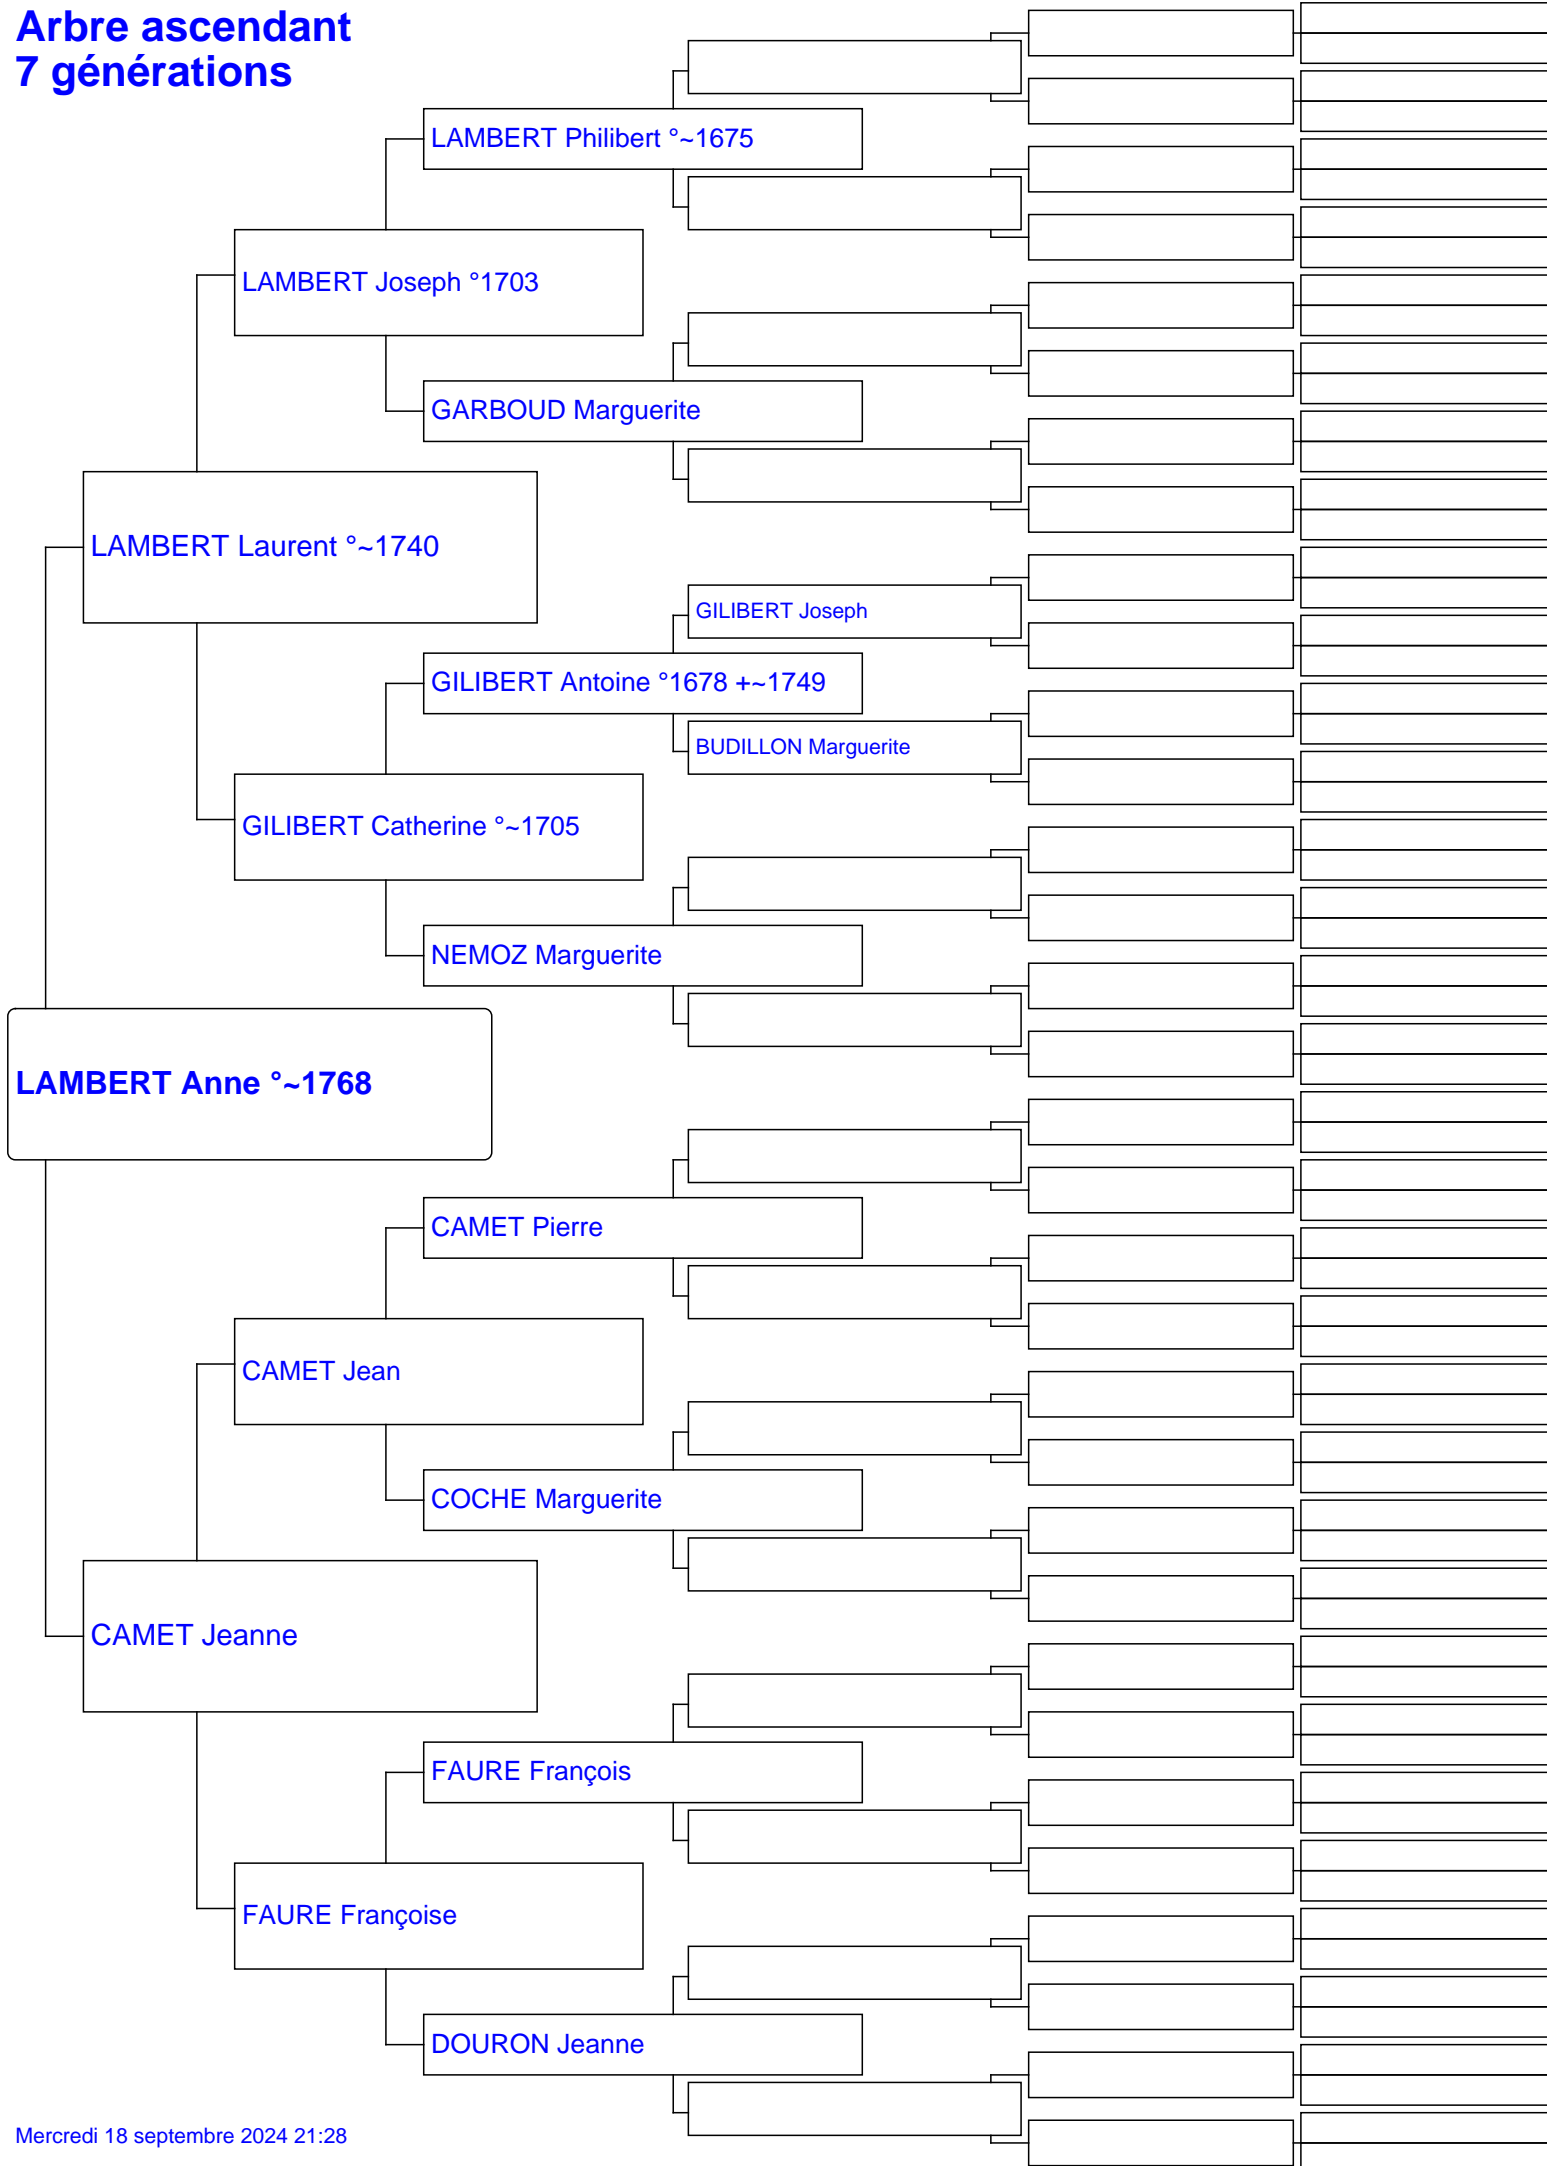 Arbre ascendant
7 générations
LAMBERT Philibert °~1675
LAMBERT Joseph °1703
GARBOUD Marguerite
LAMBERT Laurent °~1740
GILIBERT Joseph
GILIBERT Antoine °1678 +~1749
BUDILLON Marguerite
GILIBERT Catherine °~1705
NEMOZ Marguerite
LAMBERT Anne °~1768
CAMET Pierre
CAMET Jean
COCHE Marguerite
CAMET Jeanne
FAURE François
FAURE Françoise
DOURON Jeanne
Mercredi 18 septembre 2024 21:28